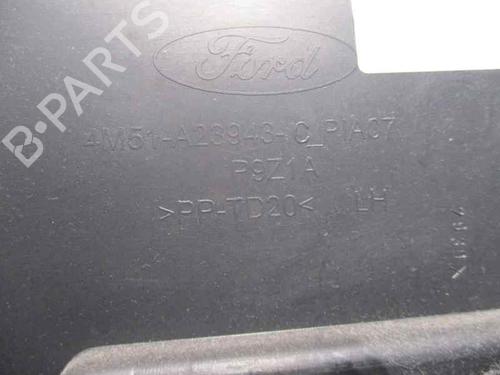 B-PARTS
Ford
4M51-A23943-C_PIA07
P9Z1A
>PP-TD20< LH